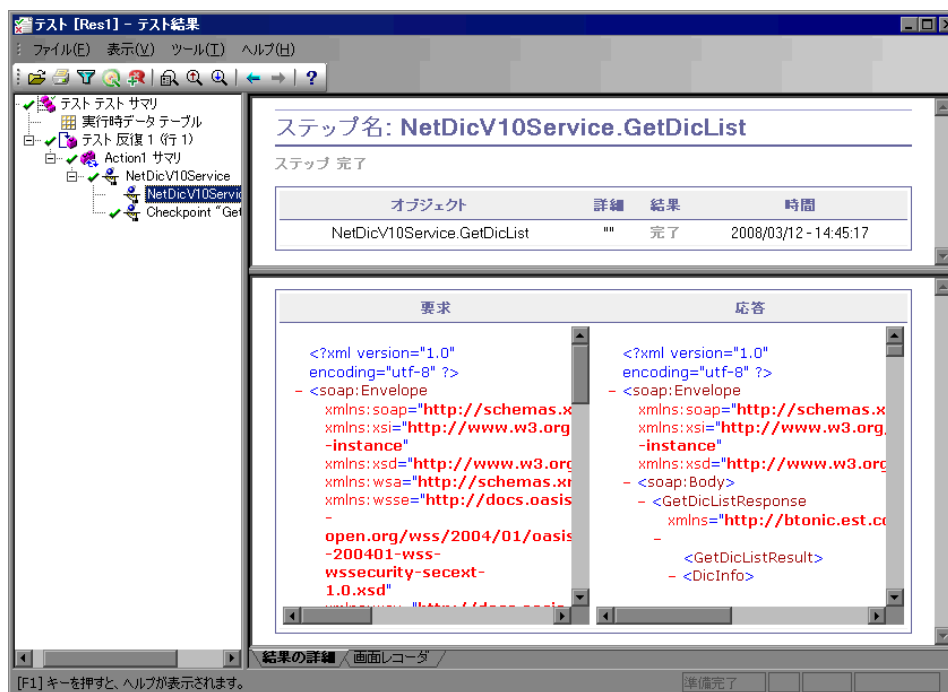 テスト [Res1] - テスト結果
ファイル(F) 表示(V) ツール(T) ヘルプ(H)
テスト テスト サマリ
実行時データ テーブル
テスト 反復 1 (行 1)
Action1 サマリ
NetDicV10Service
NetDicV10Servic
Checkpoint "Get
ステップ名: NetDicV10Service.GetDicList
ステップ 完了
オブジェクト 詳細 結果 時間
NetDicV10Service.GetDicList "" 完了 2008/03/12 - 14:45:17
要求
<?xml version="1.0"
encoding="utf-8" ?>
- <soap:Envelope
xmlns:soap="http://schemas.x
xmlns:xsi="http://www.w3.org
-instance"
xmlns:xsd="http://www.w3.org
xmlns:wsa="http://schemas.xr
xmlns:wsse="http://docs.oasis
-
open.org/wss/2004/01/oasis
-200401-wss-
wssecurity-secext-
1.0.xsd"
応答
<?xml version="1.0"
encoding="utf-8" ?>
- <soap:Envelope
xmlns:soap="http://schemas.x
xmlns:xsi="http://www.w3.org/
-instance"
xmlns:xsd="http://www.w3.org
- <soap:Body>
- <GetDicListResponse
xmlns="http://btonic.est.co
-
<GetDicListResult>
- <DicInfo>
結果の詳細 画面レコーダ
[F1] キーを押すと、ヘルプが表示されます。
準備完了